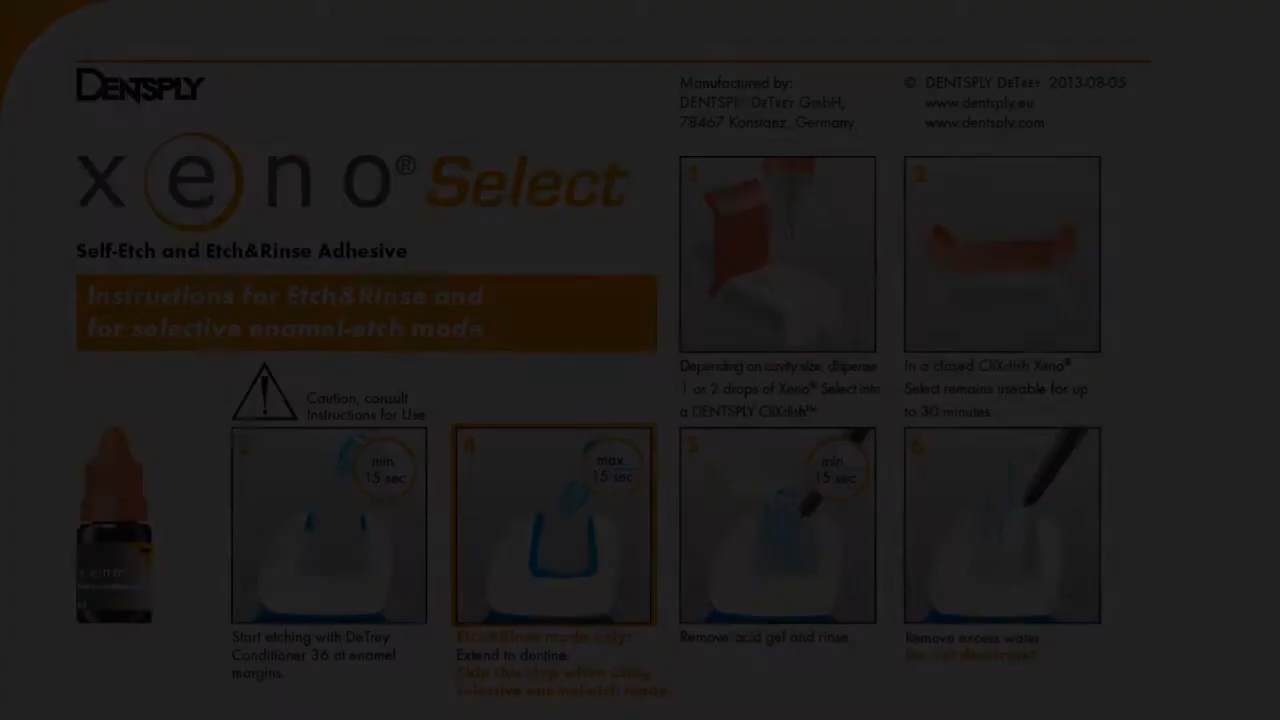 DENTSPLY
Manufactured by:
DENTSPLY DeTrey GmbH,
78467 Konstanz, Germany
© DENTSPLY DeTrey 2013-08-05
www.dentsply.eu
www.dentsply.com
xeno® Select
Self-Etch and Etch&Rinse Adhesive
Instructions for Etch&Rinse and
for selective enamel-etch mode
1
Depending on cavity size, dispense
1 or 2 drops of Xeno® Select into
a DENTSPLY CliXdish™
2
In a closed CliXdish Xeno®
Select remains useable for up
to 30 minutes.
Caution, consult
Instructions for Use
xeno
min
15 sec
Start etching with DeTrey
Conditioner 36 at enamel
margins.
4
max
15 sec
Etch&Rinse mode only:
Extend to dentine.
Skip this step when using
selective enamel-etch mode.
5
min
15 sec
Remove acid gel and rinse
6
Remove excess water.
Do not desiccate!